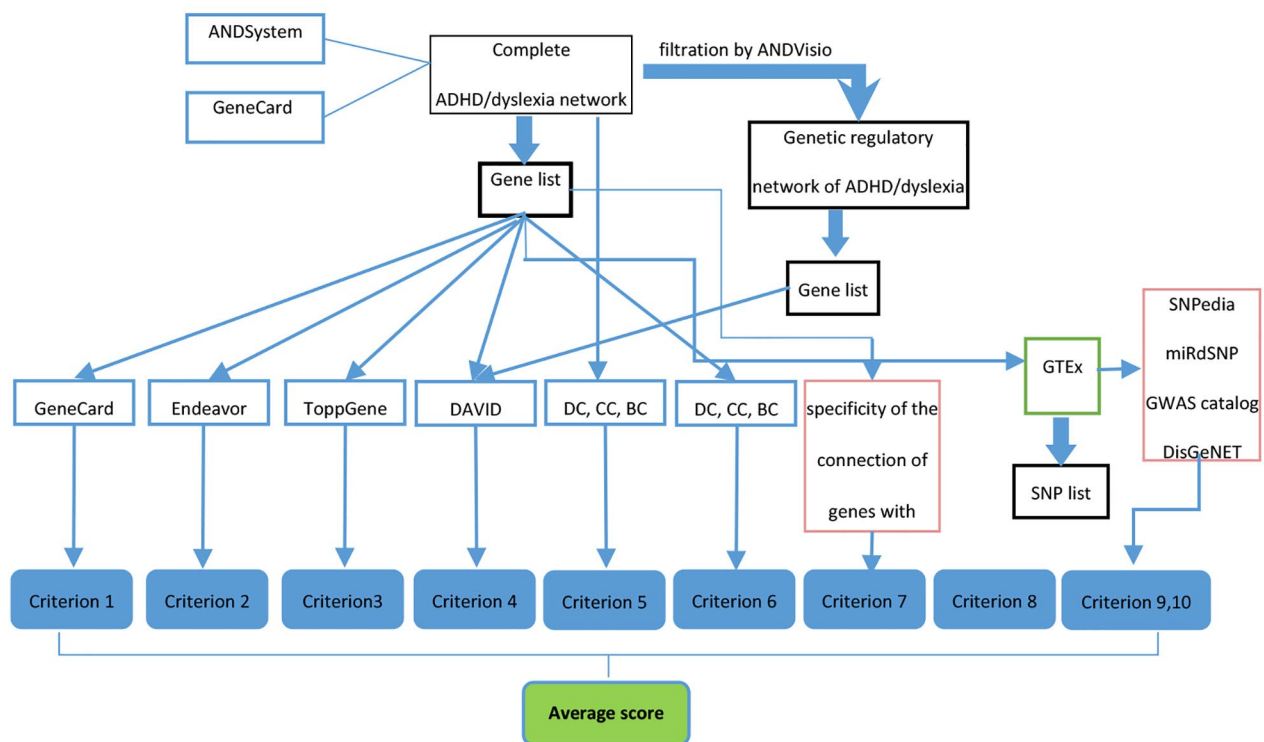 ANDSystem
GeneCard
Complete
ADHD/dyslexia network
filtration by ANDVisio
Genetic regulatory
network of ADHD/dyslexia
Gene list
Gene list
GeneCard
Endeavor
ToppGene
DAVID
DC, CC, BC
DC, CC, BC
specificity of the
connection of
genes with
GTEx
SNP list
SNPedia
miRdSNP
GWAS catalog
DisGeNET
Criterion 1
Criterion 2
Criterion3
Criterion 4
Criterion 5
Criterion 6
Criterion 7
Criterion 8
Criterion 9,10
Average score